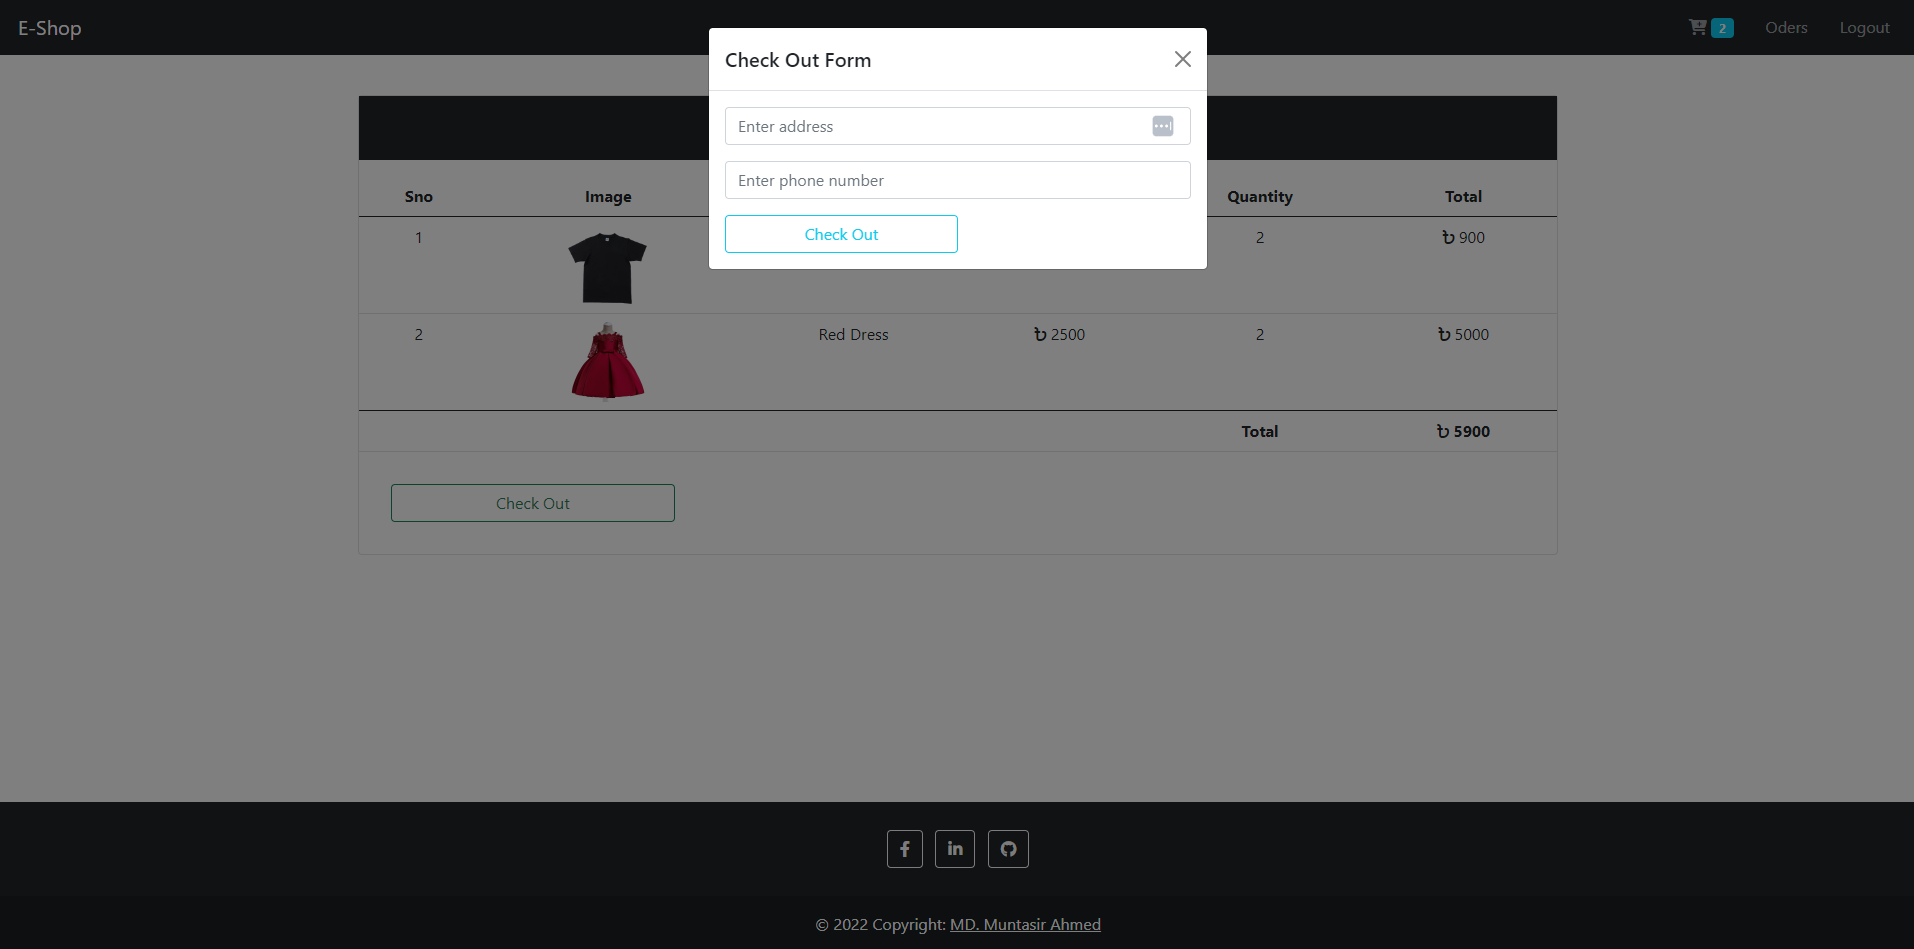 E-Shop
2
Oders
Logout
Check Out Form
Enter address
Enter phone number
Check Out
Sno
Image
Quantity
Total
1
2
৳ 900
2
Red Dress
৳ 2500
2
৳ 5000
Total
৳ 5900
Check Out
© 2022 Copyright: MD. Muntasir Ahmed